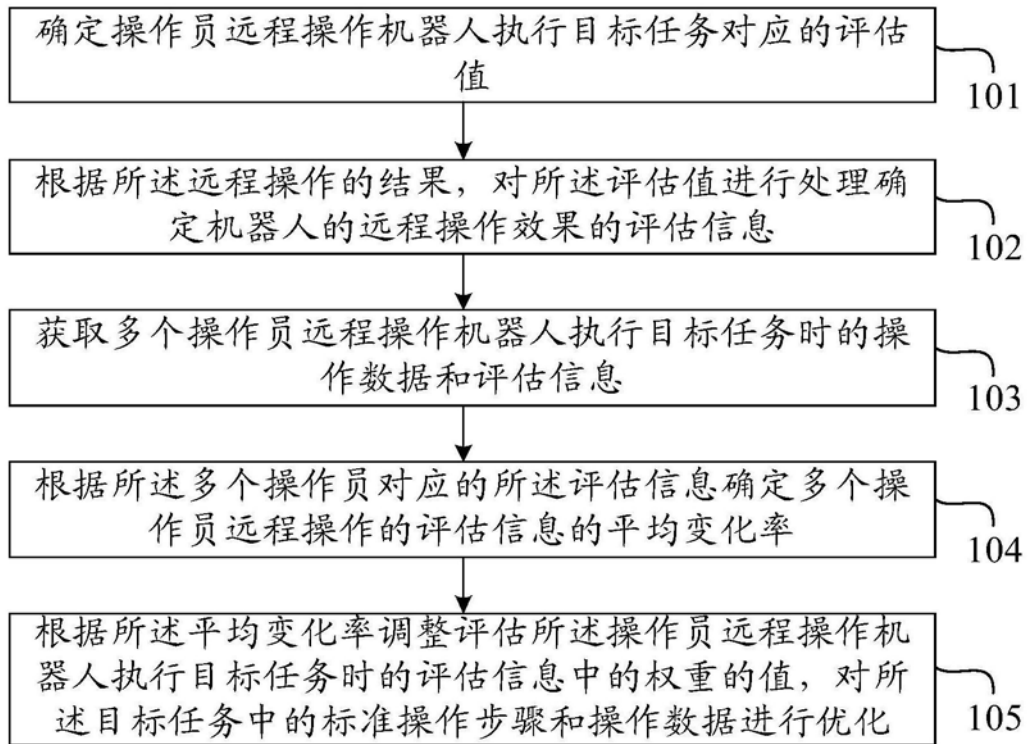 确定操作员远程操作机器人执行目标任务对应的评估
值
101
根据所述远程操作的结果，对所述评估值进行处理确
定机器人的远程操作效果的评估信息
102
获取多个操作员远程操作机器人执行目标任务时的操
作数据和评估信息
103
根据所述多个操作员对应的所述评估信息确定多个操
作员远程操作的评估信息的平均变化率
104
根据所述平均变化率调整评估所述操作员远程操作机
器人执行目标任务时的评估信息中的权重的值，对所
述目标任务中的标准操作步骤和操作数据进行优化
105